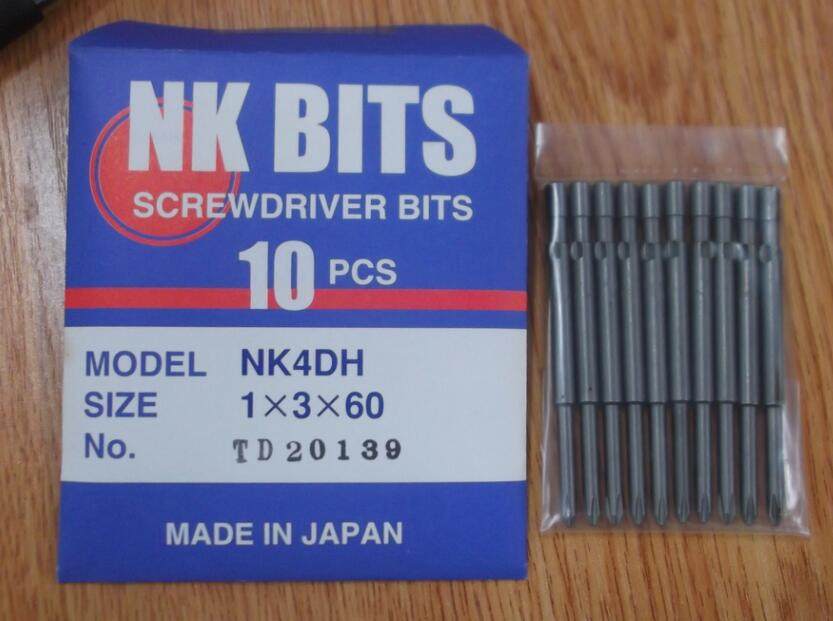 NK BITS
SCREWDRIVER BITS
10 PCS
MODEL NK4DH
SIZE 1×3×60
No. TD20139
MADE IN JAPAN